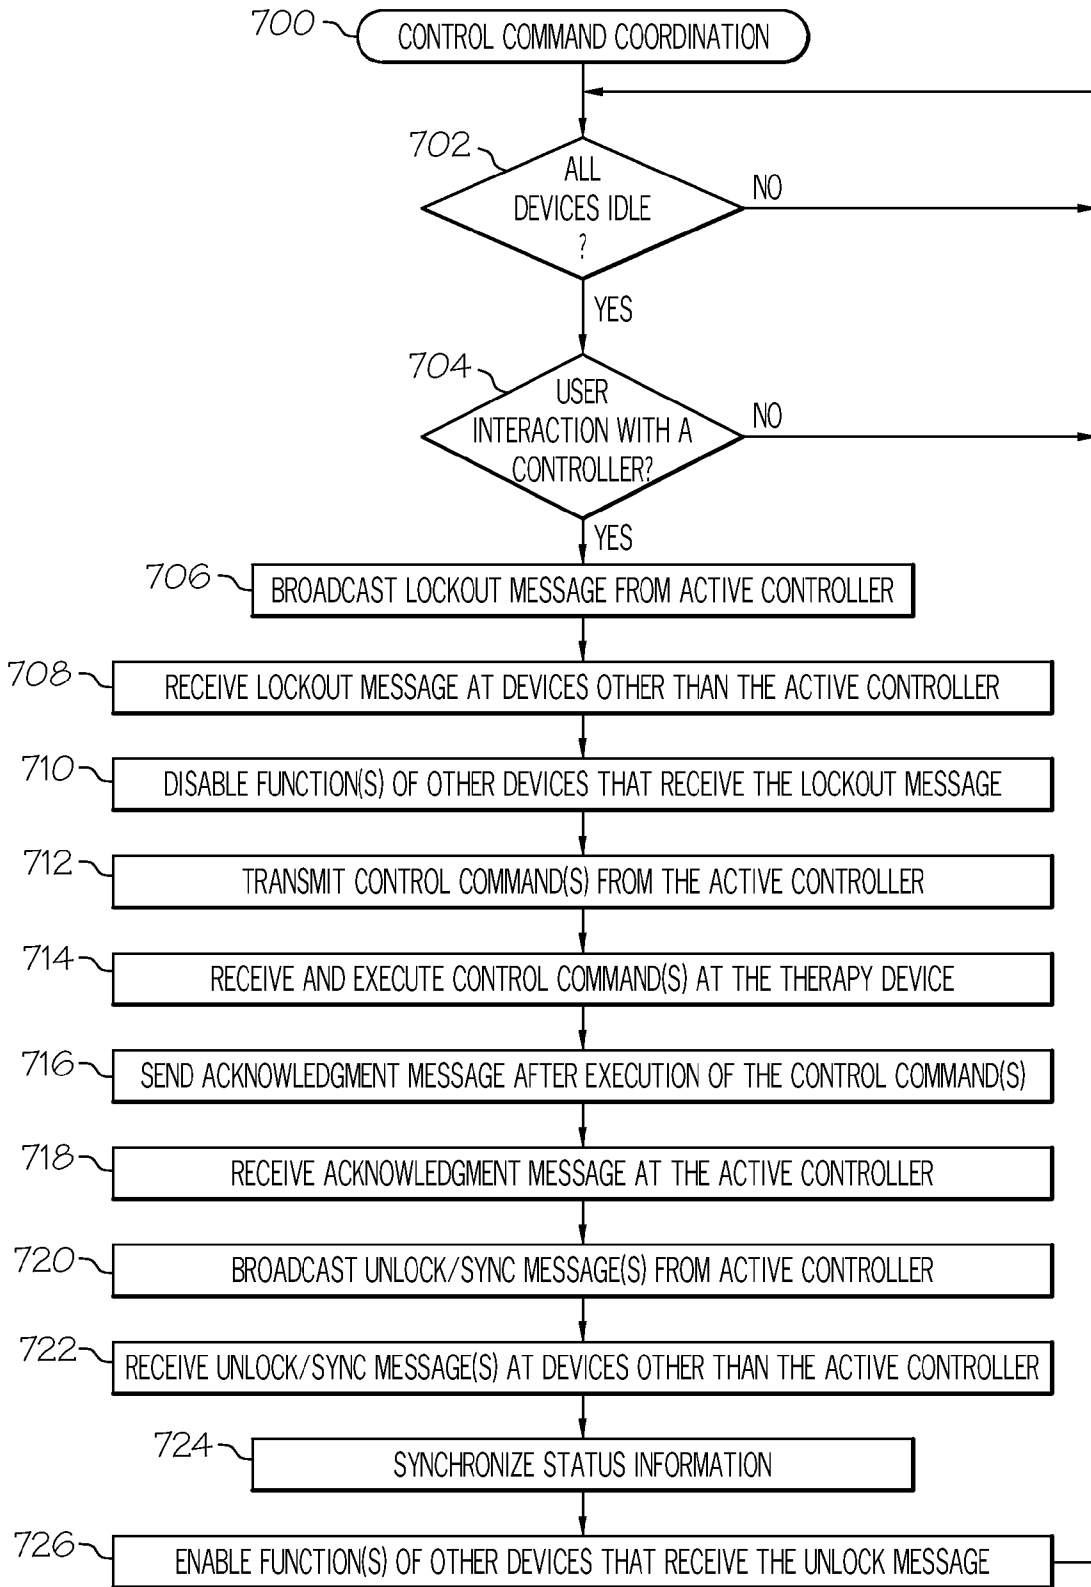 700
CONTROL COMMAND COORDINATION
702
ALL
DEVICES IDLE
?
NO
YES
704
USER
INTERACTION WITH A
CONTROLLER?
NO
YES
706
BROADCAST LOCKOUT MESSAGE FROM ACTIVE CONTROLLER
708
RECEIVE LOCKOUT MESSAGE AT DEVICES OTHER THAN THE ACTIVE CONTROLLER
710
DISABLE FUNCTION(S) OF OTHER DEVICES THAT RECEIVE THE LOCKOUT MESSAGE
712
TRANSMIT CONTROL COMMAND(S) FROM THE ACTIVE CONTROLLER
714
RECEIVE AND EXECUTE CONTROL COMMAND(S) AT THE THERAPY DEVICE
716
SEND ACKNOWLEDGMENT MESSAGE AFTER EXECUTION OF THE CONTROL COMMAND(S)
718
RECEIVE ACKNOWLEDGMENT MESSAGE AT THE ACTIVE CONTROLLER
720
BROADCAST UNLOCK/SYNC MESSAGE(S) FROM ACTIVE CONTROLLER
722
RECEIVE UNLOCK/SYNC MESSAGE(S) AT DEVICES OTHER THAN THE ACTIVE CONTROLLER
724
SYNCHRONIZE STATUS INFORMATION
726
ENABLE FUNCTION(S) OF OTHER DEVICES THAT RECEIVE THE UNLOCK MESSAGE